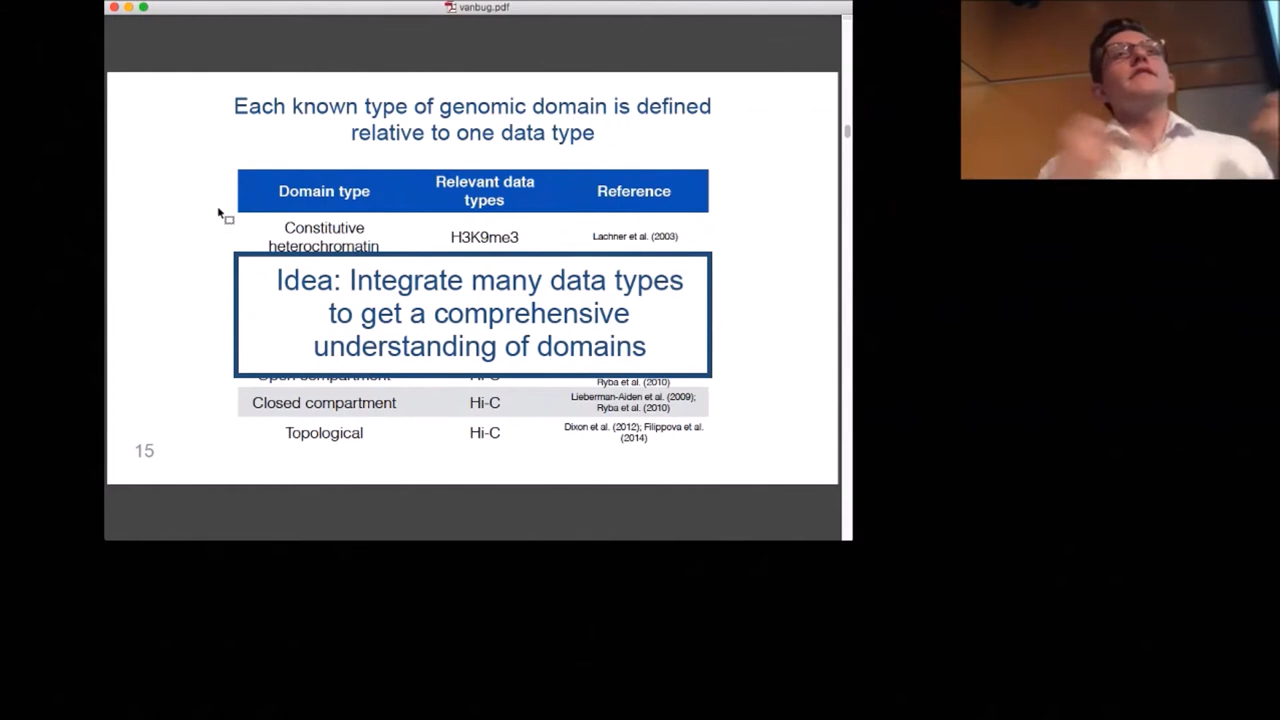 vanbug.pdf
Each known type of genomic domain is defined
relative to one data type
Domain type
Relevant data
types
Reference
Constitutive
heterochromatin
H3K9me3
Lachner et al. (2003)
Idea: Integrate many data types
to get a comprehensive
understanding of domains
Open compartment
Hi-C
Ryba et al. (2010)
Closed compartment
Hi-C
Lieberman-Aiden et al. (2009);
Ryba et al. (2010)
Topological
Hi-C
Dixon et al. (2012); Filippova et al.
(2014)
15